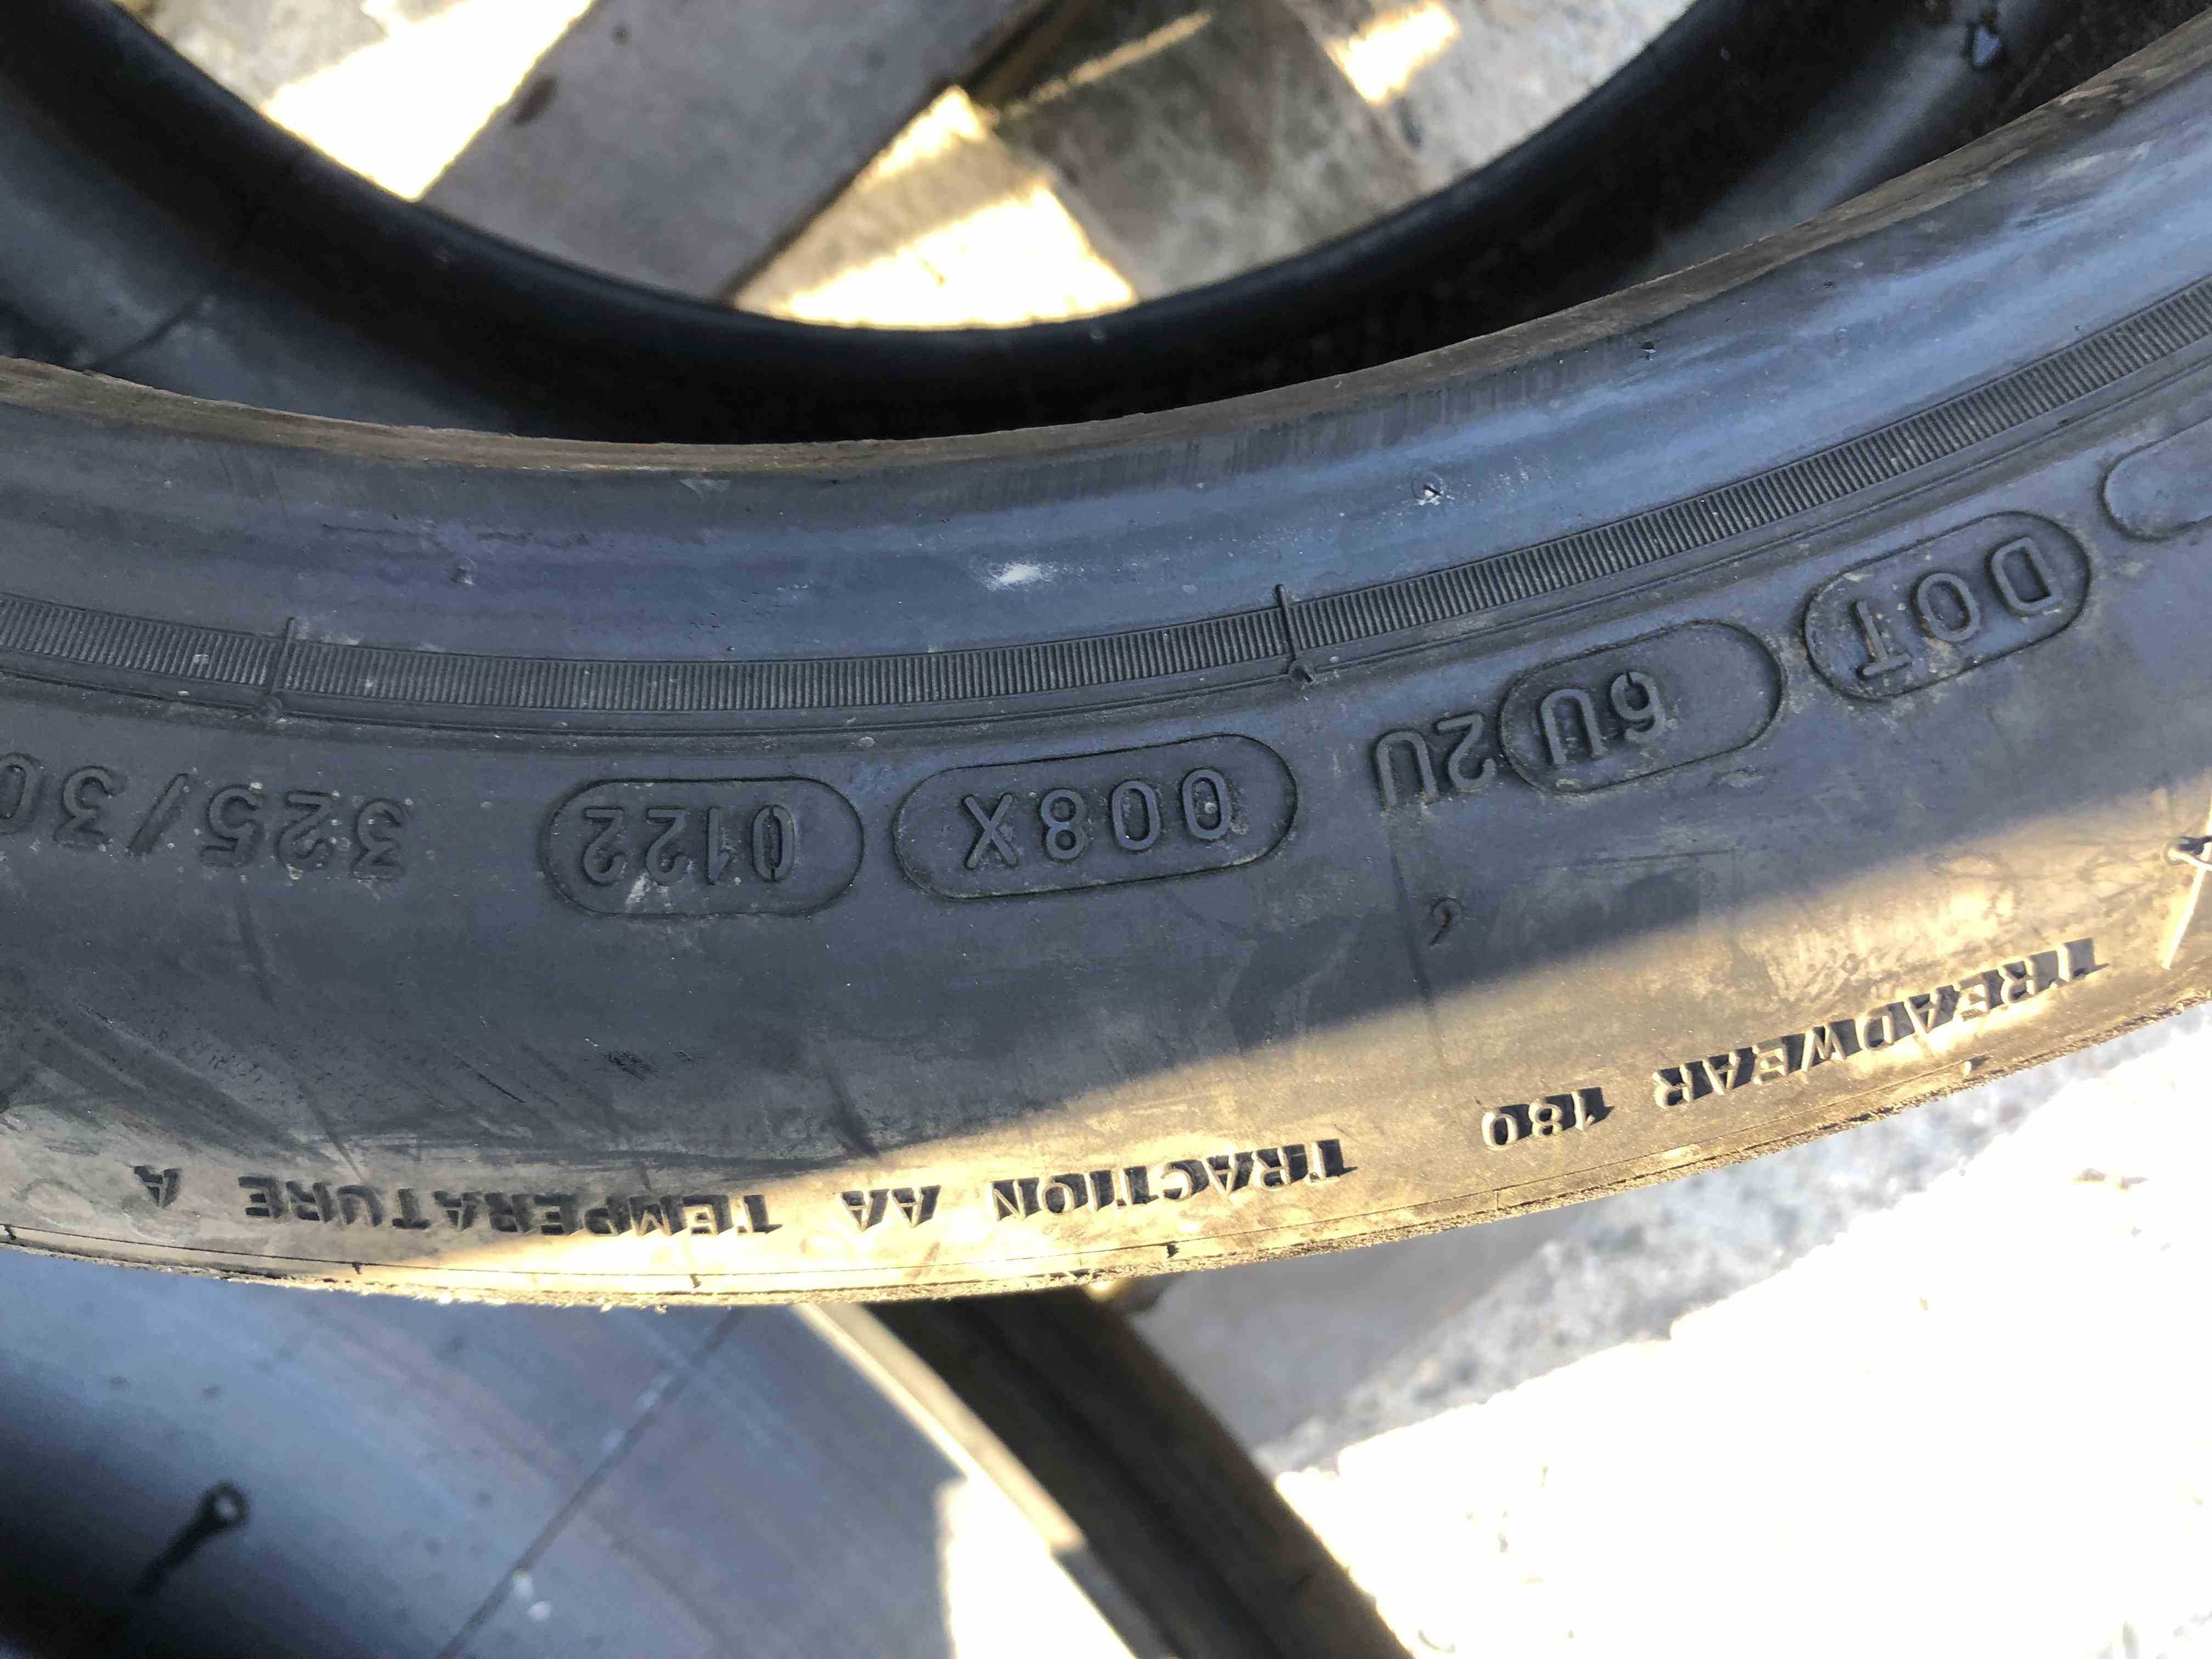 DOT 6U 2U 008X 0122 325/30
TREADWEAR 180 TRACTION AA TEMPERATURE A